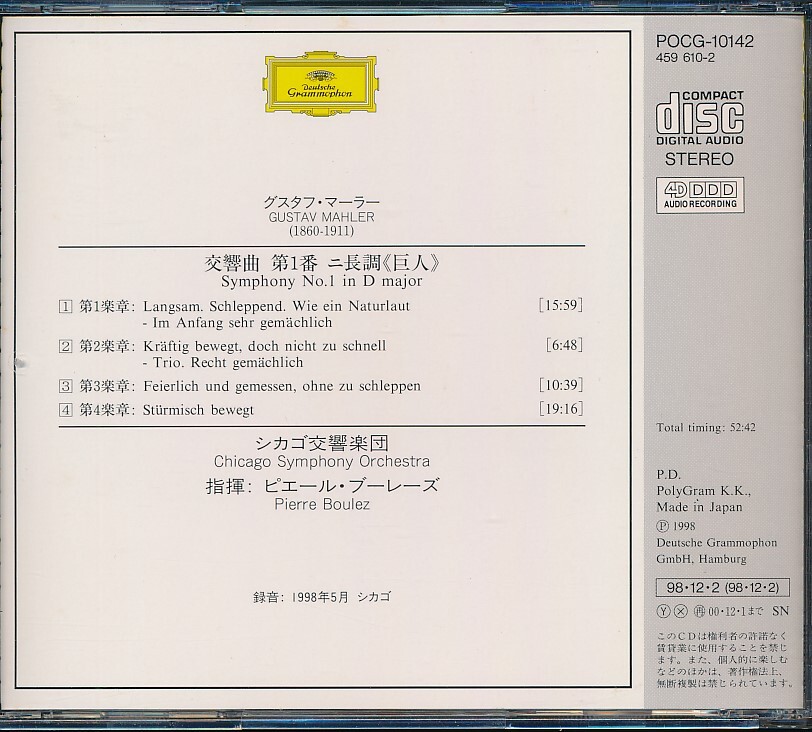 Deutsche
Grammophon
グスタフ・マーラー
GUSTAV MAHLER
(1860-1911)
交響曲 第1番 ニ長調《巨人》
Symphony No.1 in D major
1 第1楽章: Langsam. Schleppend. Wie ein Naturlaut [15:59]
- Im Anfang sehr gemächlich
2 第2楽章: Kräftig bewegt, doch nicht zu schnell [6:48]
- Trio. Recht gemächlich
3 第3楽章: Feierlich und gemessen, ohne zu schleppen [10:39]
4 第4楽章: Stürmisch bewegt [19:16]
シカゴ交響楽団
Chicago Symphony Orchestra
指揮: ピエール・ブーレーズ
Pierre Boulez
録音: 1998年5月 シカゴ
POCG-10142
459 610-2
COMPACT
disc
DIGITAL AUDIO
STEREO
4D DDD
AUDIO RECORDING
Total timing: 52:42
P.D.
PolyGram K.K.,
Made in Japan
Ⓟ 1998
Deutsche Grammophon
GmbH, Hamburg
98・12・2 (98・12・2)
Ⓨ Ⓧ 再 00・12・1まで SN
このCDは権利者の許諾なく
賃貸業に使用することを禁じ
ます。また、個人的に楽しむ
などのほかは、著作権法上、
無断複製は禁じられています。